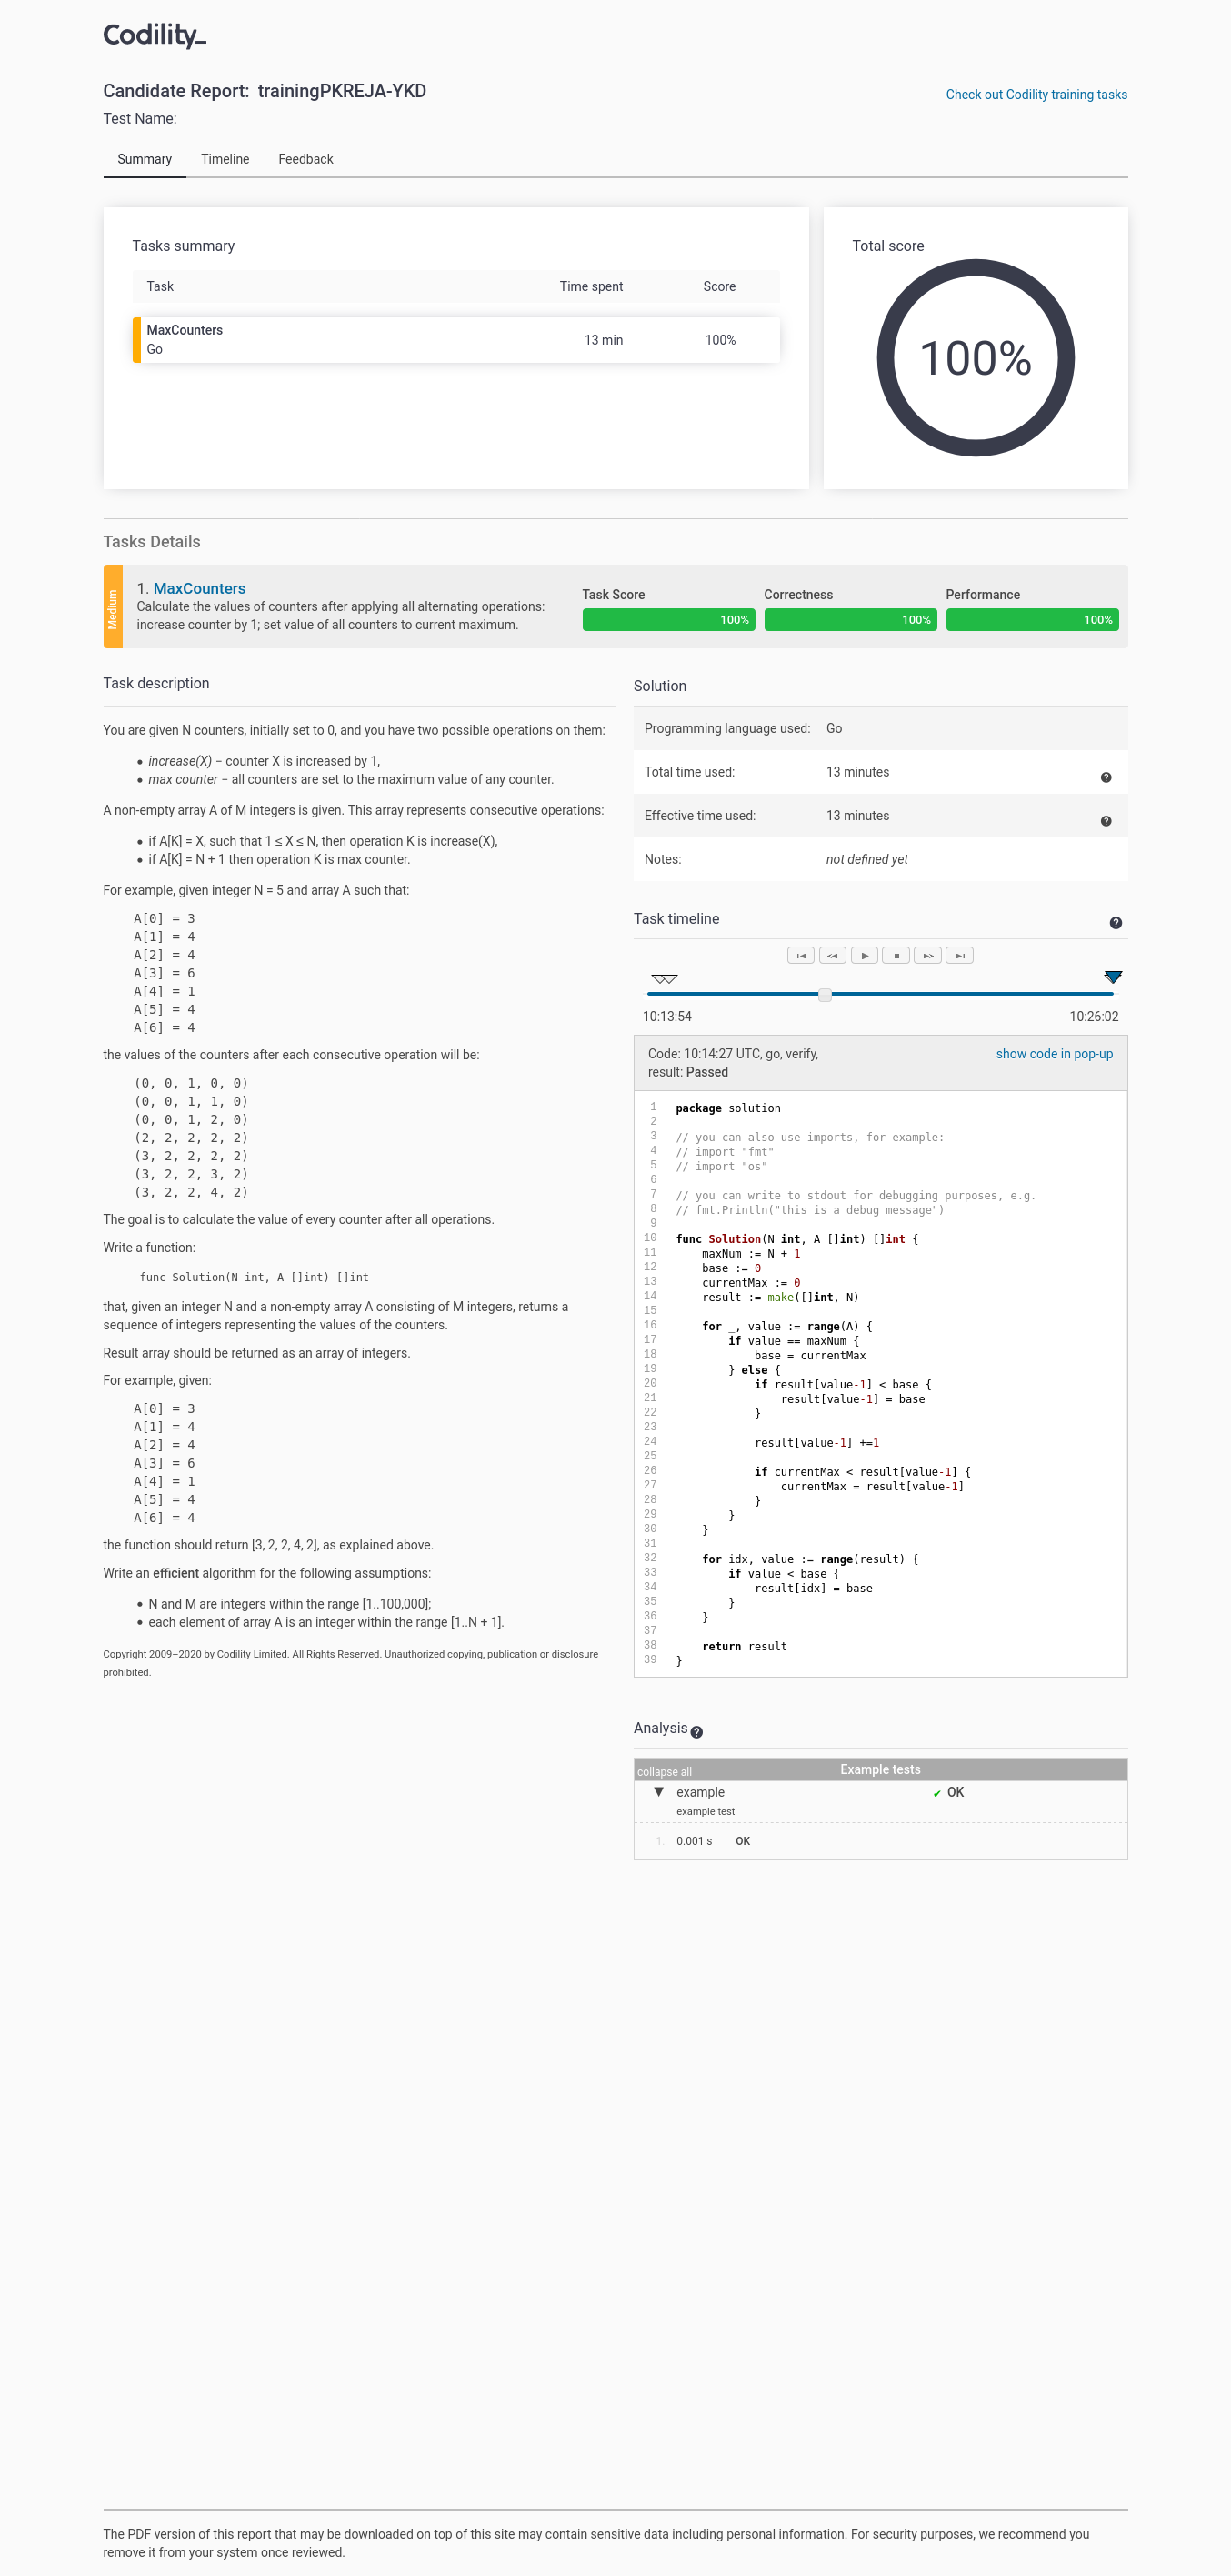 Codility_
Candidate Report: trainingPKREJA-YKD
Check out Codility training tasks
Test Name:
Summary Timeline Feedback
Tasks summary
Task Time spent Score
MaxCounters
Go
13 min 100%
Total score
100%
Tasks Details
Medium
1. MaxCounters
Calculate the values of counters after applying all alternating operations:
increase counter by 1; set value of all counters to current maximum.
Task Score Correctness Performance
100% 100% 100%
Task description
You are given N counters, initially set to 0, and you have two possible operations on them:
• increase(X) − counter X is increased by 1,
• max counter − all counters are set to the maximum value of any counter.
A non-empty array A of M integers is given. This array represents consecutive operations:
• if A[K] = X, such that 1 ≤ X ≤ N, then operation K is increase(X),
• if A[K] = N + 1 then operation K is max counter.
For example, given integer N = 5 and array A such that:
A[0] = 3
A[1] = 4
A[2] = 4
A[3] = 6
A[4] = 1
A[5] = 4
A[6] = 4
the values of the counters after each consecutive operation will be:
(0, 0, 1, 0, 0)
(0, 0, 1, 1, 0)
(0, 0, 1, 2, 0)
(2, 2, 2, 2, 2)
(3, 2, 2, 2, 2)
(3, 2, 2, 3, 2)
(3, 2, 2, 4, 2)
The goal is to calculate the value of every counter after all operations.
Write a function:
func Solution(N int, A []int) []int
that, given an integer N and a non-empty array A consisting of M integers, returns a
sequence of integers representing the values of the counters.
Result array should be returned as an array of integers.
For example, given:
A[0] = 3
A[1] = 4
A[2] = 4
A[3] = 6
A[4] = 1
A[5] = 4
A[6] = 4
the function should return [3, 2, 2, 4, 2], as explained above.
Write an efficient algorithm for the following assumptions:
• N and M are integers within the range [1..100,000];
• each element of array A is an integer within the range [1..N + 1].
Copyright 2009–2020 by Codility Limited. All Rights Reserved. Unauthorized copying, publication or disclosure
prohibited.
Solution
Programming language used: Go
Total time used: 13 minutes ?
Effective time used: 13 minutes ?
Notes: not defined yet
Task timeline ?
10:13:54 10:26:02
Code: 10:14:27 UTC, go, verify,
result: Passed
show code in pop-up
1 package solution
2
3 // you can also use imports, for example:
4 // import "fmt"
5 // import "os"
6
7 // you can write to stdout for debugging purposes, e.g.
8 // fmt.Println("this is a debug message")
9
10 func Solution(N int, A []int) []int {
11 maxNum := N + 1
12 base := 0
13 currentMax := 0
14 result := make([]int, N)
15
16 for _, value := range(A) {
17 if value == maxNum {
18 base = currentMax
19 } else {
20 if result[value-1] < base {
21 result[value-1] = base
22 }
23
24 result[value-1] +=1
25
26 if currentMax < result[value-1] {
27 currentMax = result[value-1]
28 }
29 }
30 }
31
32 for idx, value := range(result) {
33 if value < base {
34 result[idx] = base
35 }
36 }
37
38 return result
39 }
Analysis ?
collapse all Example tests
▼ example ✔ OK
example test
1. 0.001 s OK
The PDF version of this report that may be downloaded on top of this site may contain sensitive data including personal information. For security purposes, we recommend you
remove it from your system once reviewed.